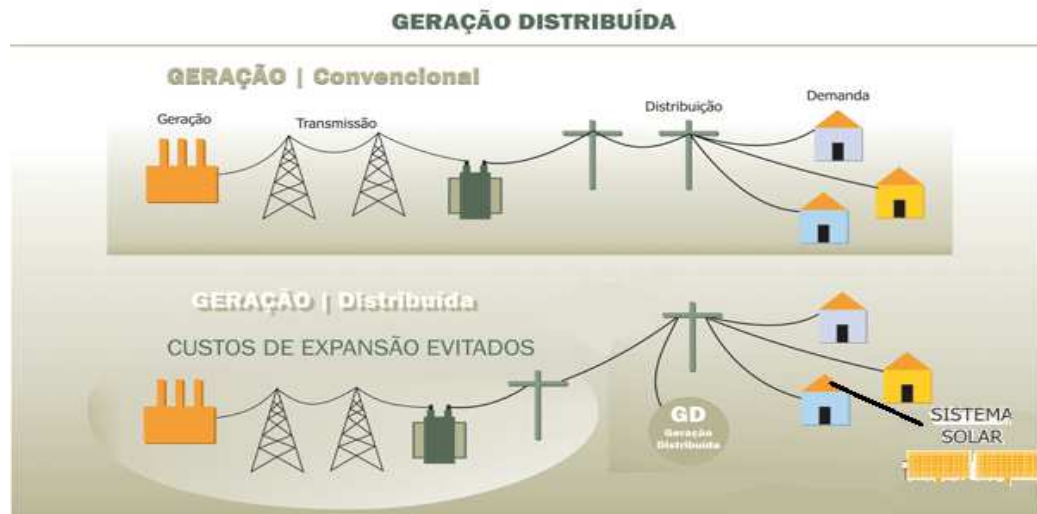 GERAÇÃO DISTRIBUÍDA
GERAÇÃO | Convencional
Geração
Transmissão
Distribuição
Demanda
GERAÇÃO | Distribuída
CUSTOS DE EXPANSÃO EVITADOS
GD
Geração
Distribuída
SISTEMA
SOLAR